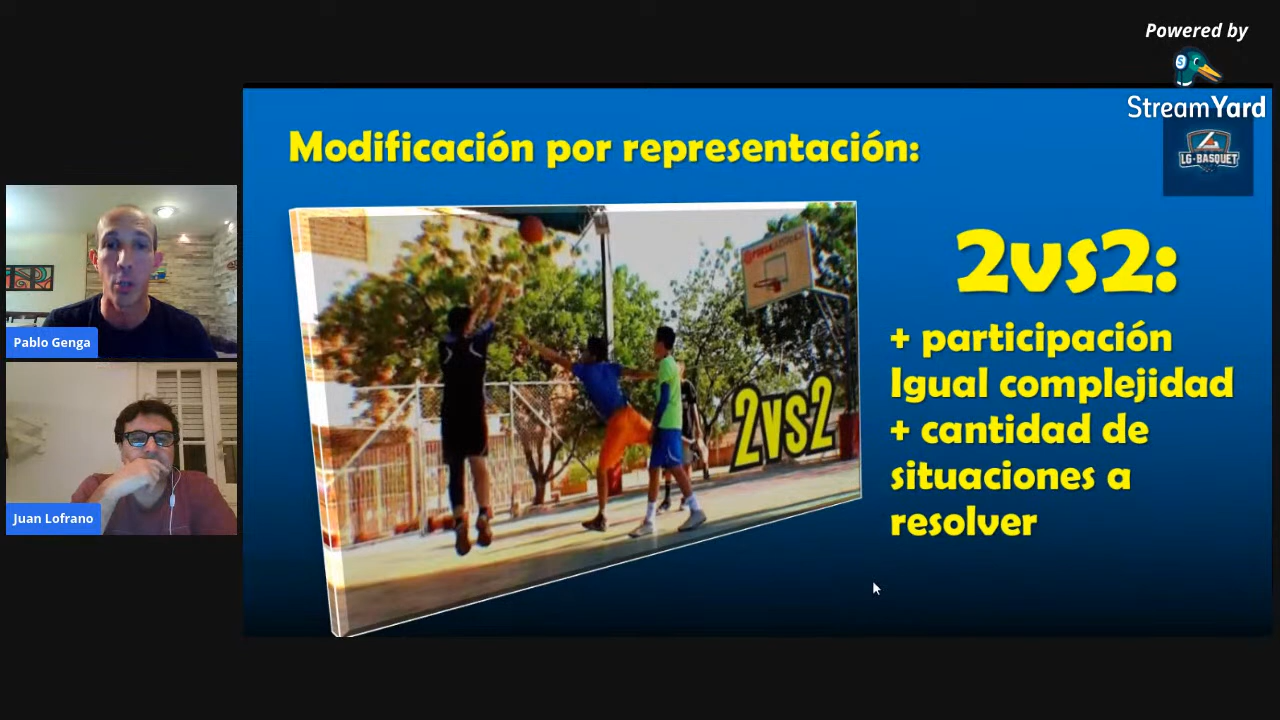 Powered by
StreamYard
LG-BASQUET
Modificación por representación:
2vs2
2vs2:
+ participación
Igual complejidad
+ cantidad de
situaciones a
resolver
Pablo Genga
Juan Lofrano